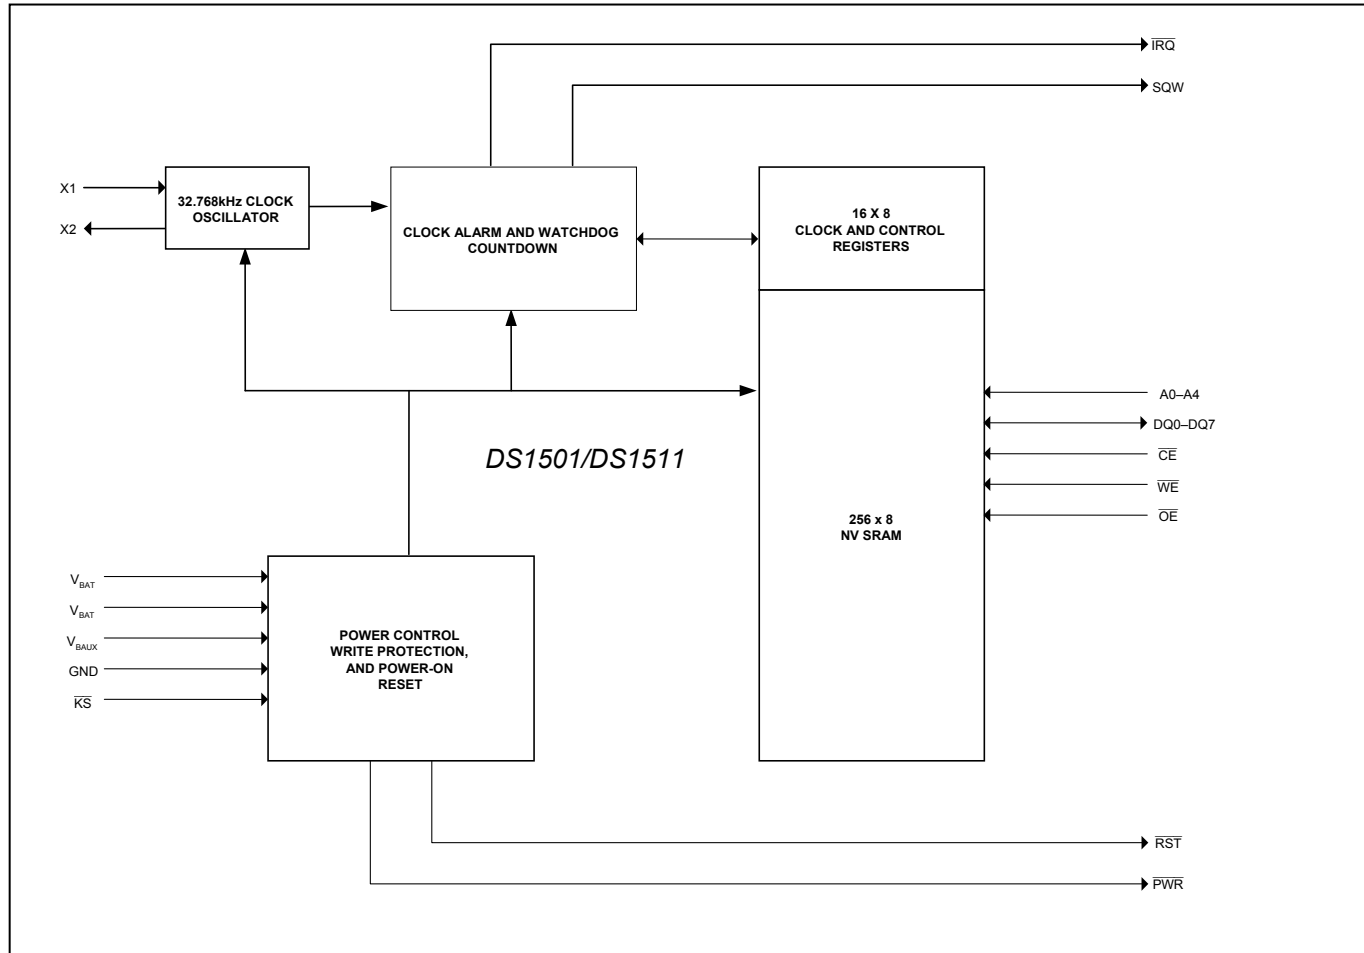 IRQ
SQW
X1
X2
32.768kHz CLOCK
OSCILLATOR
CLOCK ALARM AND WATCHDOG
COUNTDOWN
16 X 8
CLOCK AND CONTROL
REGISTERS
A0–A4
DQ0–DQ7
CE
WE
OE
DS1501/DS1511
256 x 8
NV SRAM
VBAT
VBAT
VBAUX
GND
KS
POWER CONTROL
WRITE PROTECTION,
AND POWER-ON
RESET
RST
PWR